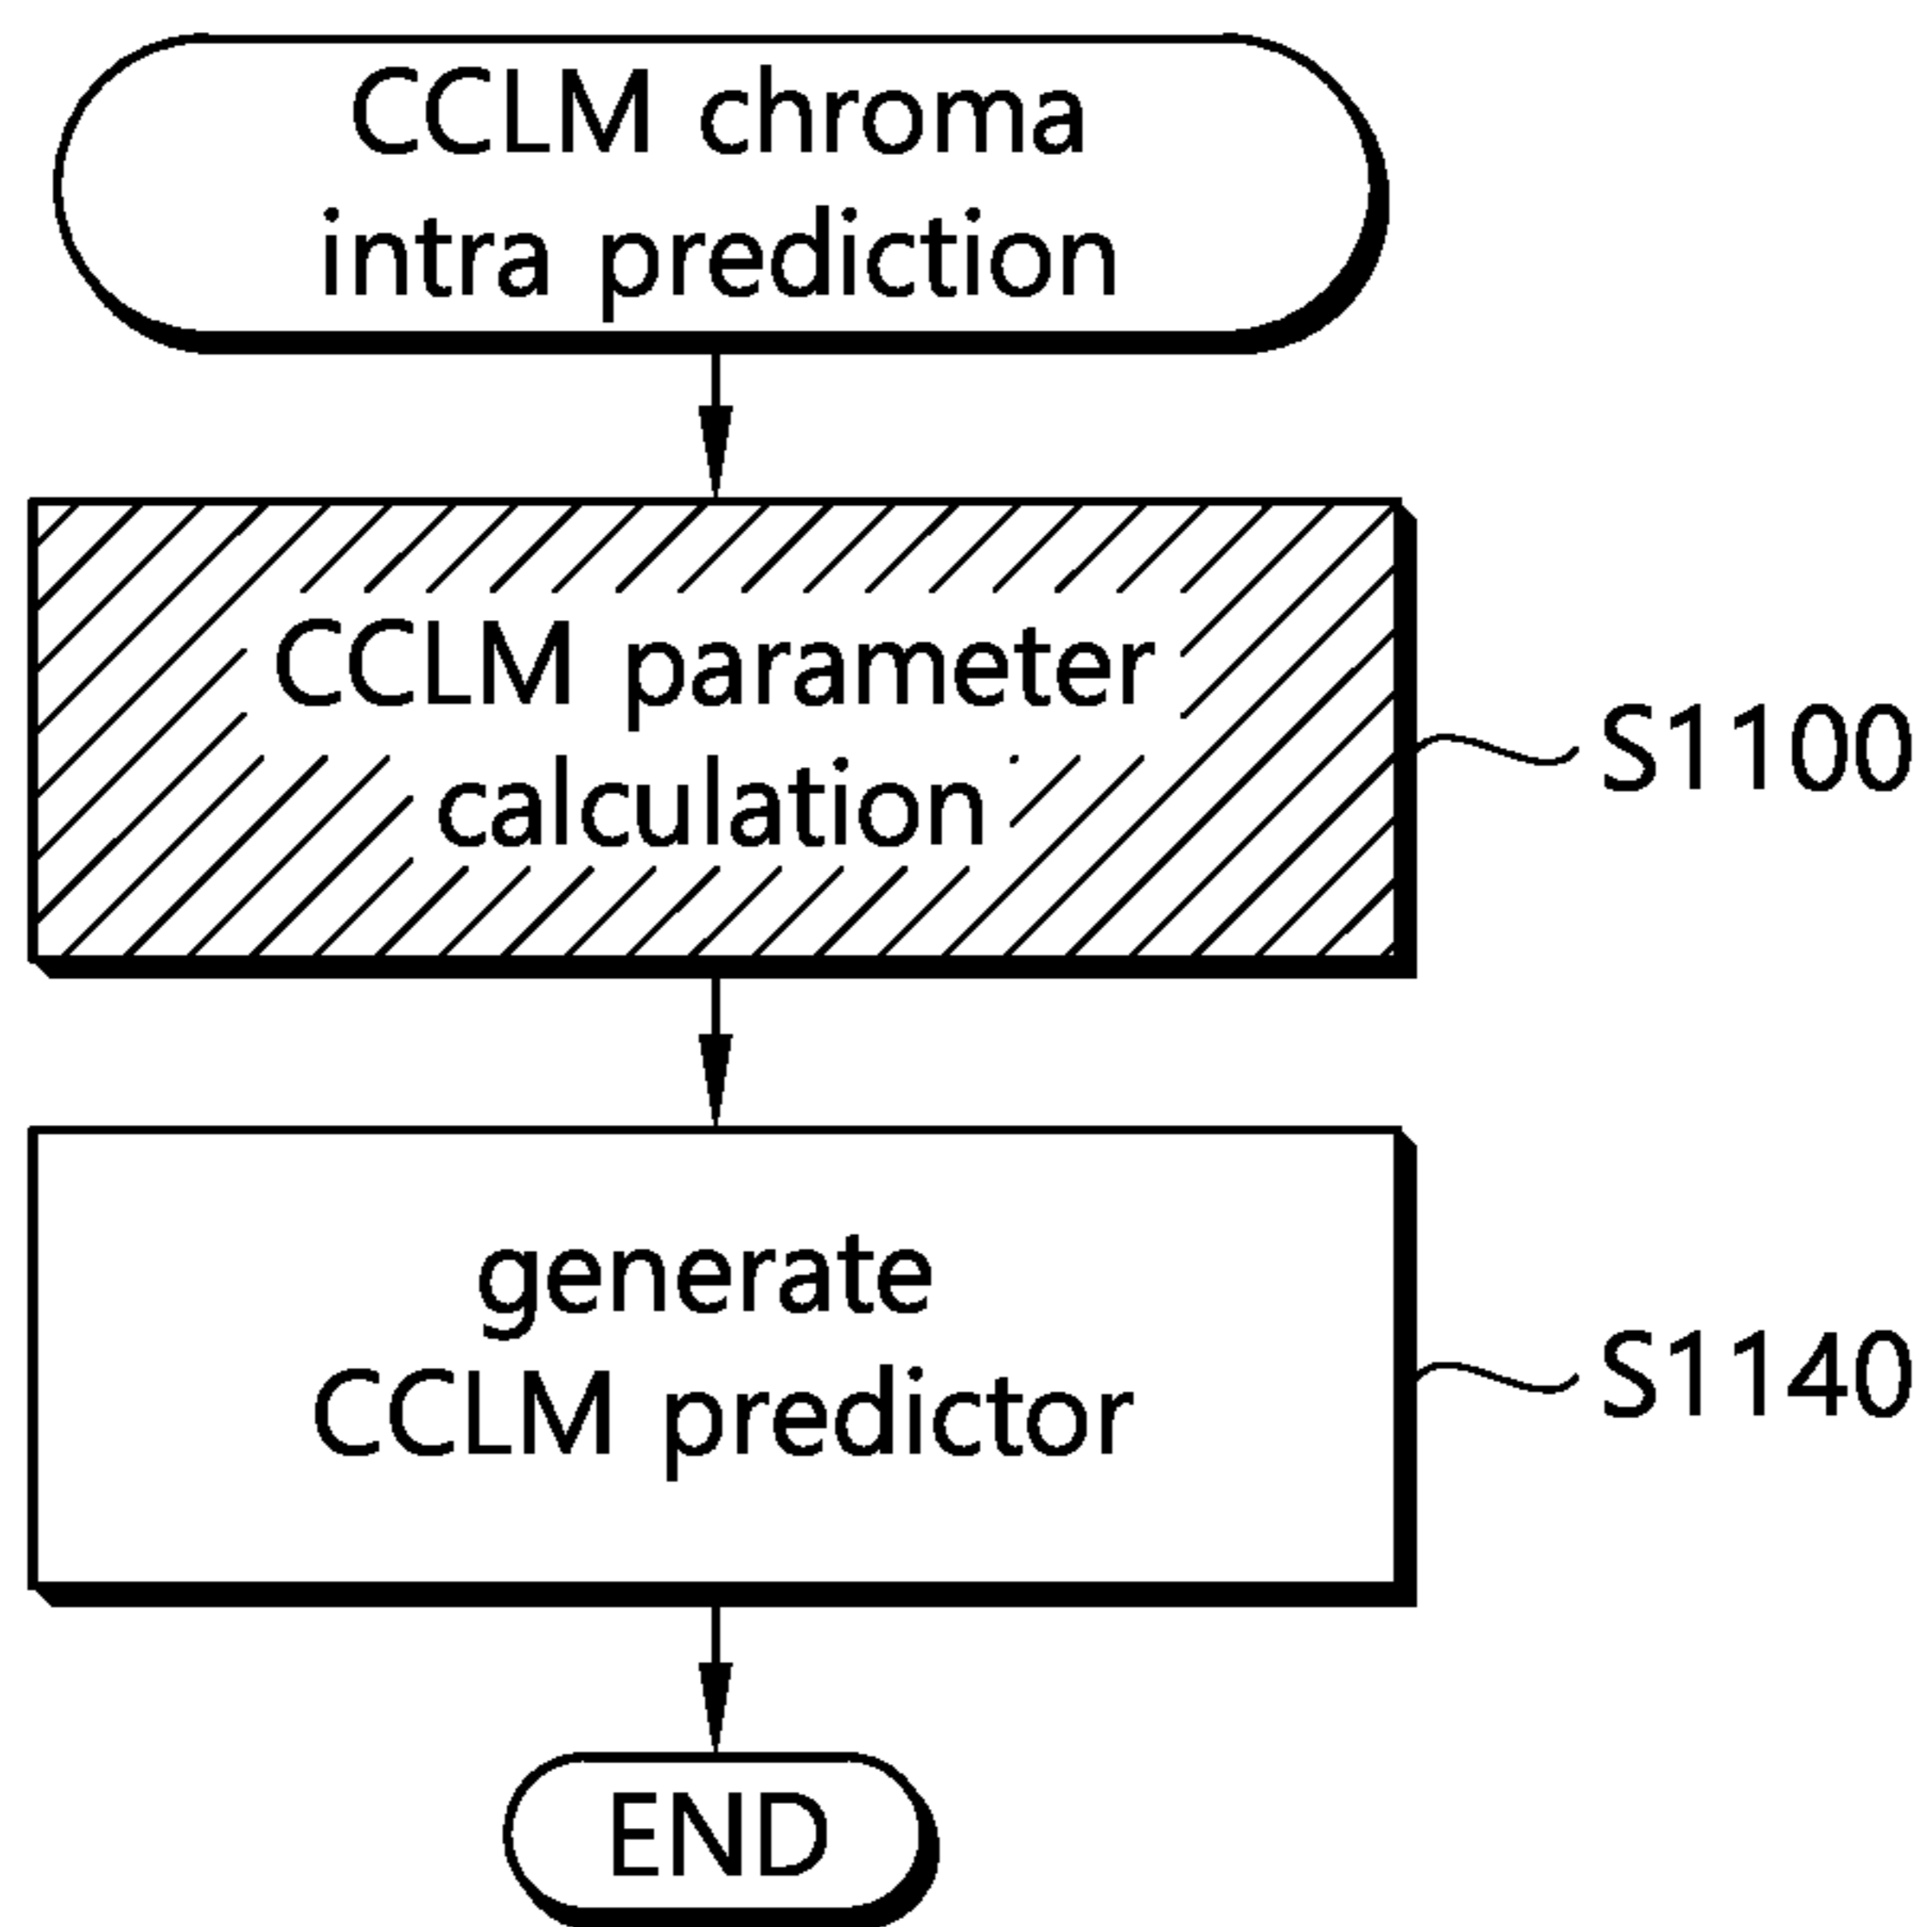 CCLM chroma
intra prediction
CCLM parameter
calculation
S1100
generate
CCLM predictor
S1140
END